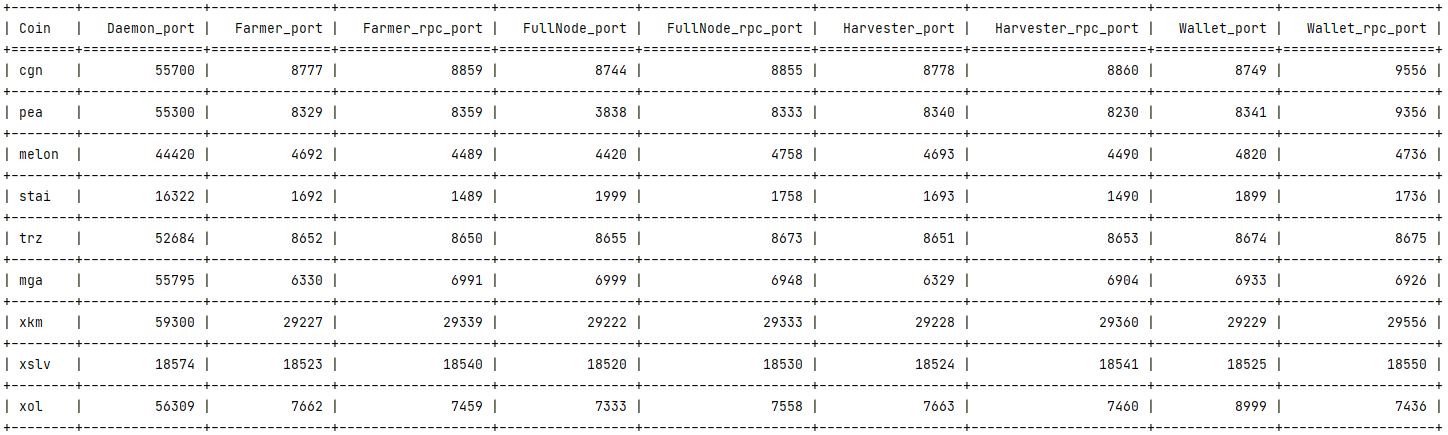 +--------+---------------+---------------+-------------------+-----------------+---------------------+------------------+----------------------+---------------+-------------------+
| Coin   |   Daemon_port |   Farmer_port |   Farmer_rpc_port |   FullNode_port |   FullNode_rpc_port |   Harvester_port |   Harvester_rpc_port |   Wallet_port |   Wallet_rpc_port |
+========+===============+===============+===================+=================+=====================+==================+======================+===============+===================+
| cgn    |         55700 |          8777 |              8859 |            8744 |                8855 |             8778 |                 8860 |          8749 |              9556 |
+--------+---------------+---------------+-------------------+-----------------+---------------------+------------------+----------------------+---------------+-------------------+
| pea    |         55300 |          8329 |              8359 |            3838 |                8333 |             8340 |                 8230 |          8341 |              9356 |
+--------+---------------+---------------+-------------------+-----------------+---------------------+------------------+----------------------+---------------+-------------------+
| melon  |         44420 |          4692 |              4489 |            4420 |                4758 |             4693 |                 4490 |          4820 |              4736 |
+--------+---------------+---------------+-------------------+-----------------+---------------------+------------------+----------------------+---------------+-------------------+
| stai   |         16322 |          1692 |              1489 |            1999 |                1758 |             1693 |                 1490 |          1899 |              1736 |
+--------+---------------+---------------+-------------------+-----------------+---------------------+------------------+----------------------+---------------+-------------------+
| trz    |         52684 |          8652 |              8650 |            8655 |                8673 |             8651 |                 8653 |          8674 |              8675 |
+--------+---------------+---------------+-------------------+-----------------+---------------------+------------------+----------------------+---------------+-------------------+
| mga    |         55795 |          6330 |              6991 |            6999 |                6948 |             6329 |                 6904 |          6933 |              6926 |
+--------+---------------+---------------+-------------------+-----------------+---------------------+------------------+----------------------+---------------+-------------------+
| xkm    |         59300 |         29227 |             29339 |           29222 |               29333 |            29228 |                29360 |         29229 |             29556 |
+--------+---------------+---------------+-------------------+-----------------+---------------------+------------------+----------------------+---------------+-------------------+
| xslv   |         18574 |         18523 |             18540 |           18520 |               18530 |            18524 |                18541 |         18525 |             18550 |
+--------+---------------+---------------+-------------------+-----------------+---------------------+------------------+----------------------+---------------+-------------------+
| xol    |         56309 |          7662 |              7459 |            7333 |                7558 |             7663 |                 7460 |          8999 |              7436 |
+--------+---------------+---------------+-------------------+-----------------+---------------------+------------------+----------------------+---------------+-------------------+